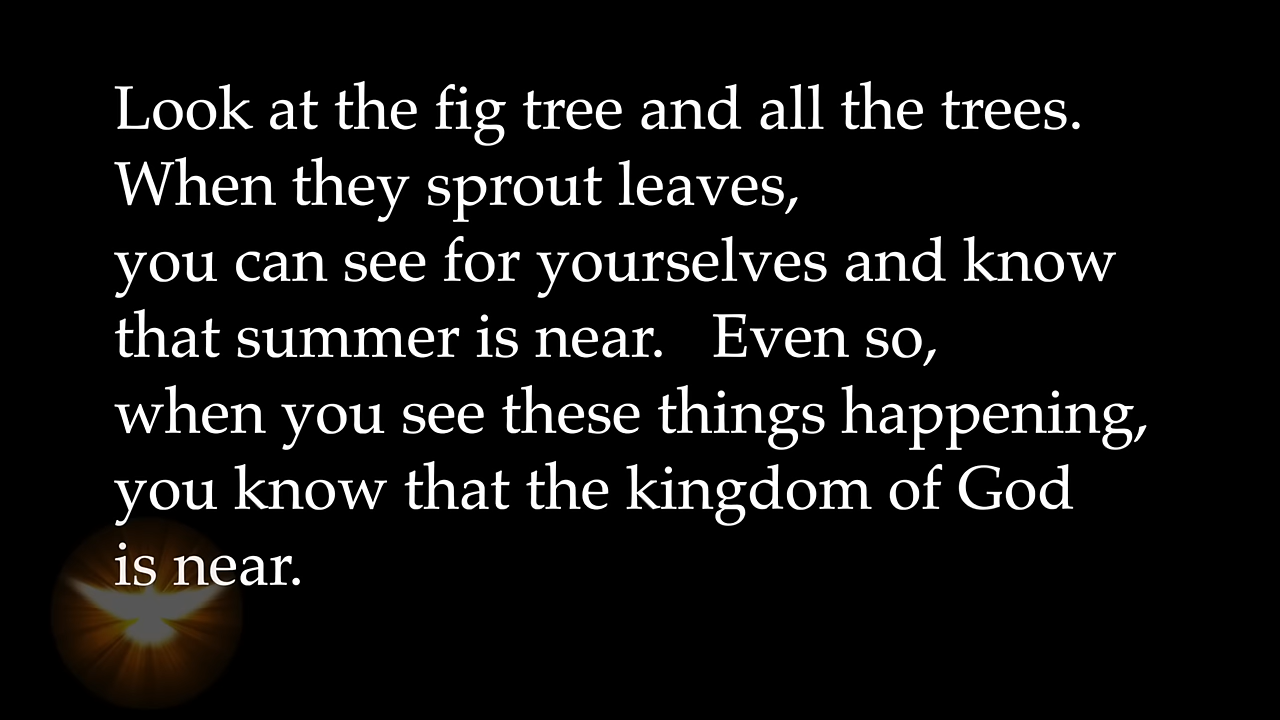 Look at the fig tree and all the trees.
When they sprout leaves,
you can see for yourselves and know
that summer is near.   Even so,
when you see these things happening,
you know that the kingdom of God
is near.